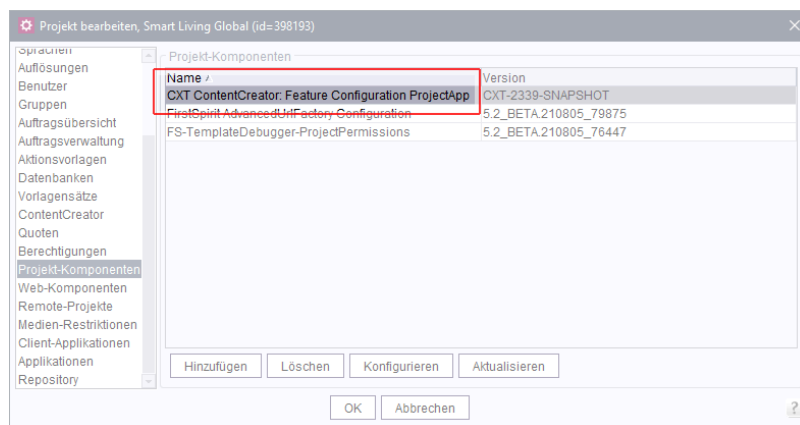 Projekt bearbeiten, Smart Living Global (id=398193)
Sprachen
Auflösungen
Benutzer
Gruppen
Auftragsübersicht
Auftragsverwaltung
Aktionsvorlagen
Datenbanken
Vorlagensätze
ContentCreator
Quoten
Berechtigungen
Projekt-Komponenten
Web-Komponenten
Remote-Projekte
Medien-Restriktionen
Client-Applikationen
Applikationen
Repository
Projekt-Komponenten
Name Version
CXT ContentCreator: Feature Configuration ProjectApp CXT-2339-SNAPSHOT
FirstSpirit AdvancedUrlFactory Configuration 5.2_BETA.210805_79875
FS-TemplateDebugger-ProjectPermissions 5.2_BETA.210805_76447
Hinzufügen Löschen Konfigurieren Aktualisieren
OK Abbrechen
?